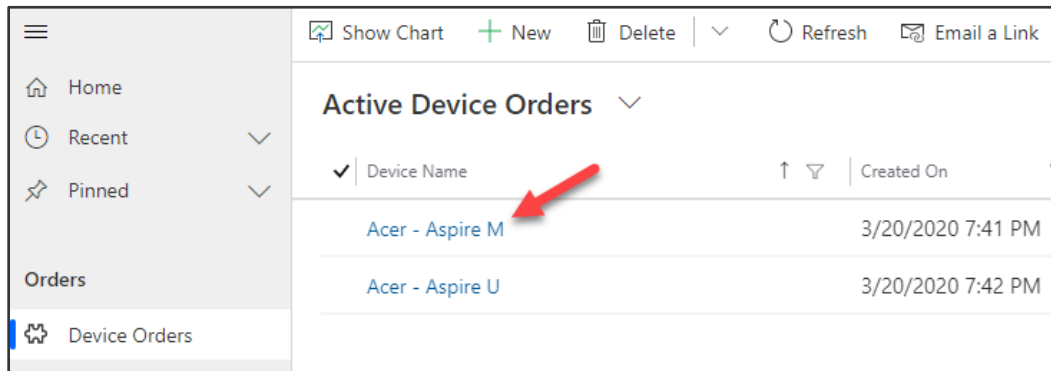 Show Chart New Delete Refresh Email a Link
Home
Recent
Pinned
Orders
Device Orders
Active Device Orders
Device Name Created On
Acer - Aspire M 3/20/2020 7:41 PM
Acer - Aspire U 3/20/2020 7:42 PM